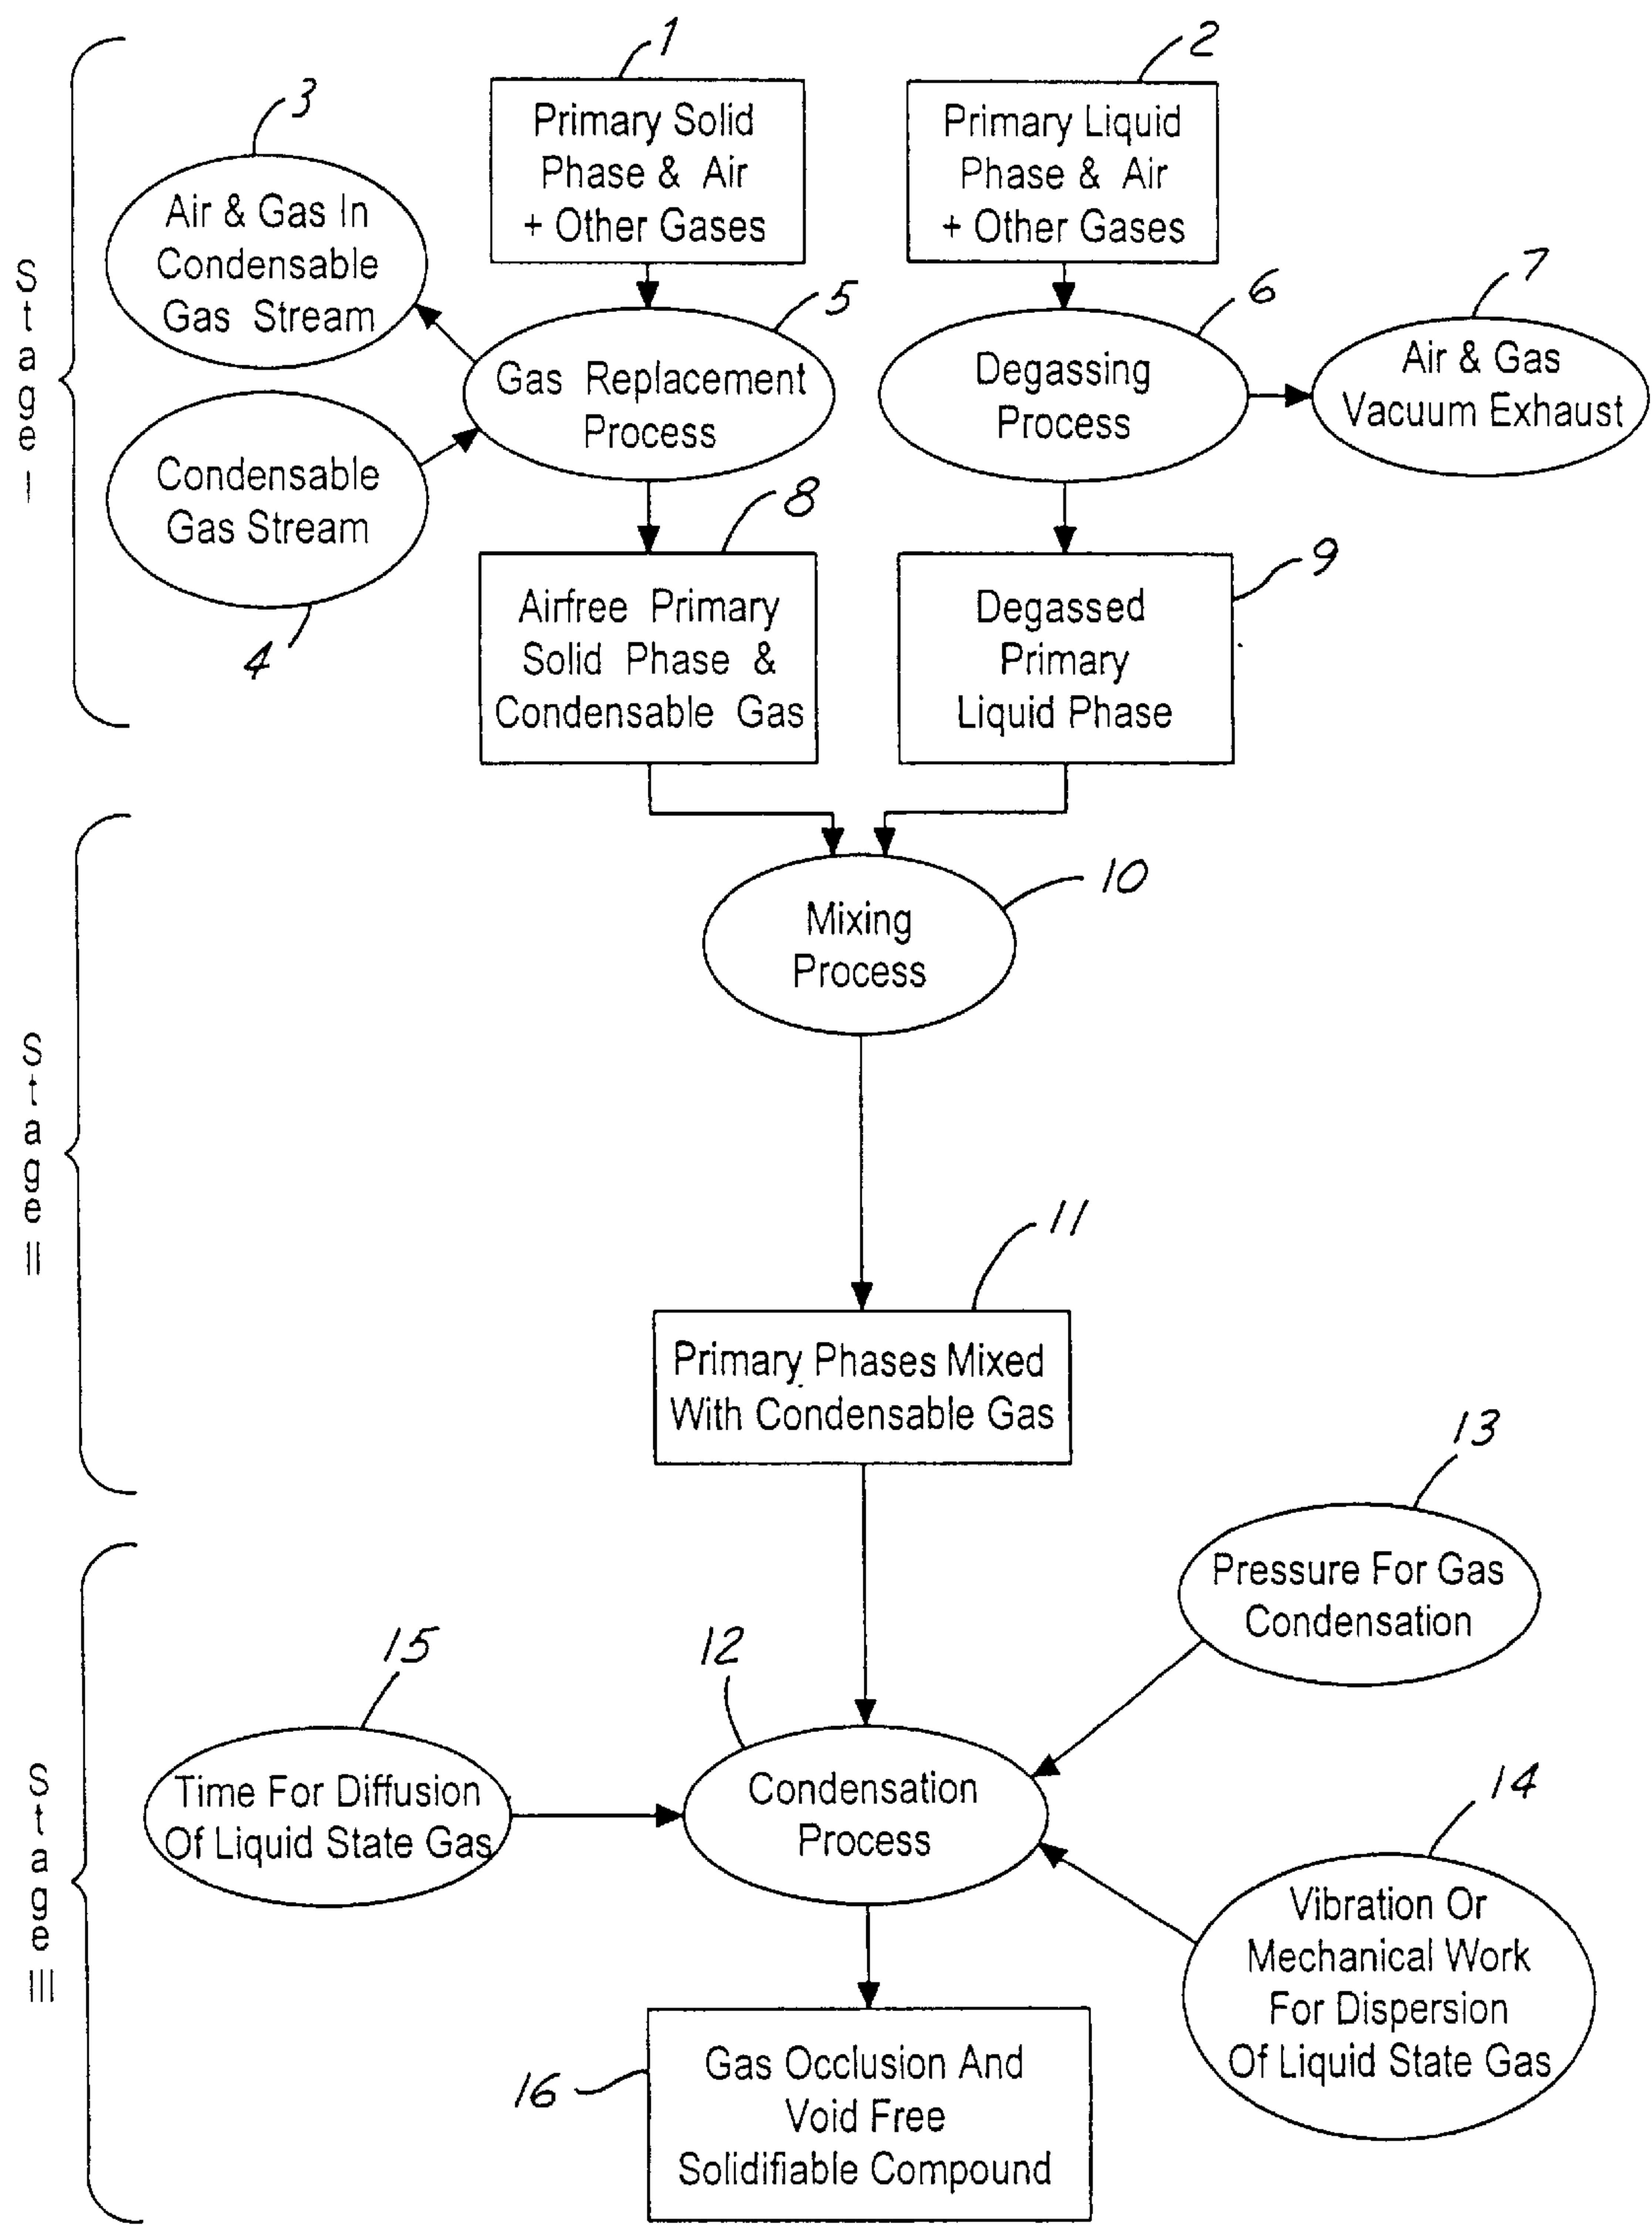 1
Primary Solid
Phase & Air
+ Other Gases
2
Primary Liquid
Phase & Air
+ Other Gases
3
Air & Gas In
Condensable
Gas Stream
Stage I
4
Condensable
Gas Stream
5
Gas Replacement
Process
6
Degassing
Process
7
Air & Gas
Vacuum Exhaust
8
Airfree Primary
Solid Phase &
Condensable Gas
9
Degassed
Primary
Liquid Phase
Stage II
10
Mixing
Process
11
Primary Phases Mixed
With Condensable Gas
Stage III
13
Pressure For Gas
Condensation
15
Time For Diffusion
Of Liquid State Gas
12
Condensation
Process
14
Vibration Or
Mechanical Work
For Dispersion
Of Liquid State Gas
16
Gas Occlusion And
Void Free
Solidifiable Compound